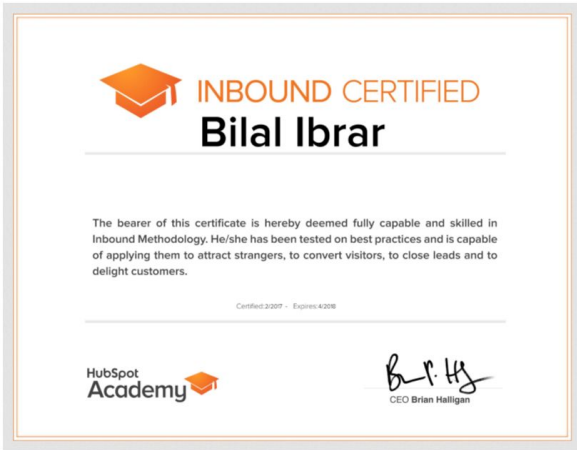 INBOUND CERTIFIED
Bilal Ibrar
The bearer of this certificate is hereby deemed fully capable and skilled in
Inbound Methodology. He/she has been tested on best practices and is capable
of applying them to attract strangers, to convert visitors, to close leads and to
delight customers.
Certified: 2/2017 - Expires: 4/2018
HubSpot
Academy
CEO Brian Halligan